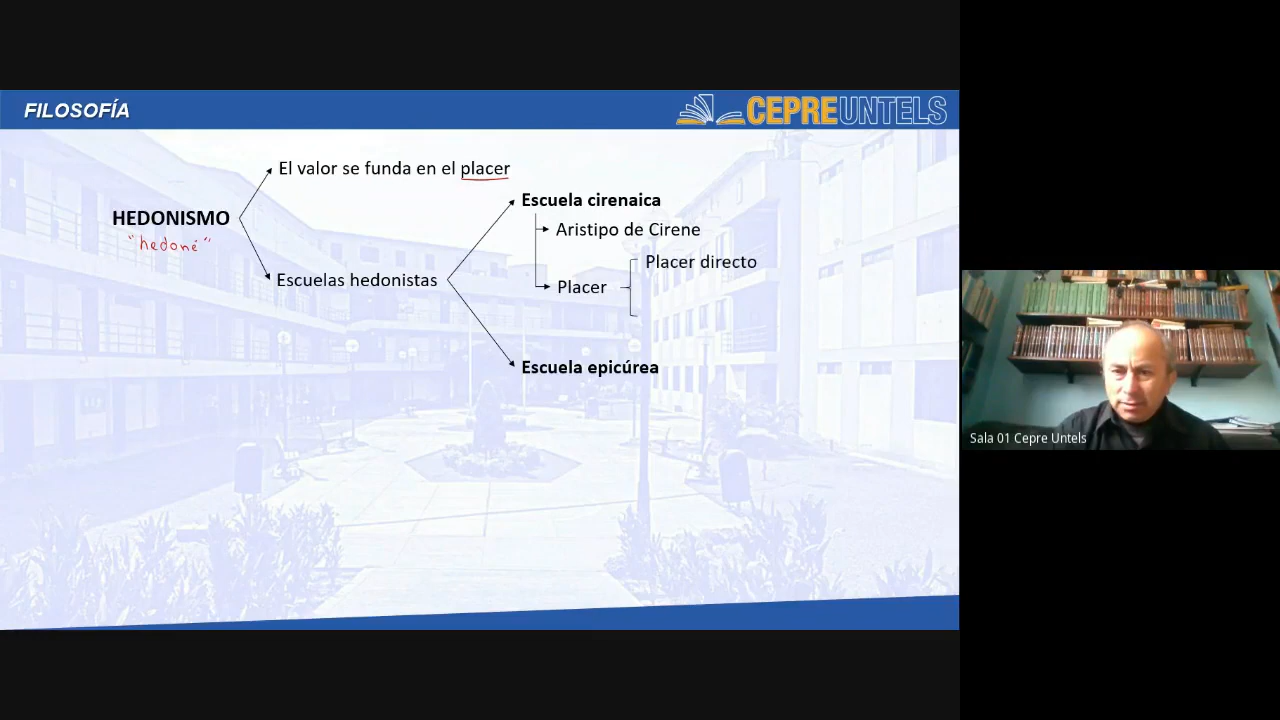 FILOSOFÍA
CEPREUNTELS
El valor se funda en el placer
HEDONISMO
"hedoné"
Escuelas hedonistas
Escuela cirenaica
Aristipo de Cirene
Placer directo
Placer
Escuela epicúrea
Sala 01 Cepre Untels